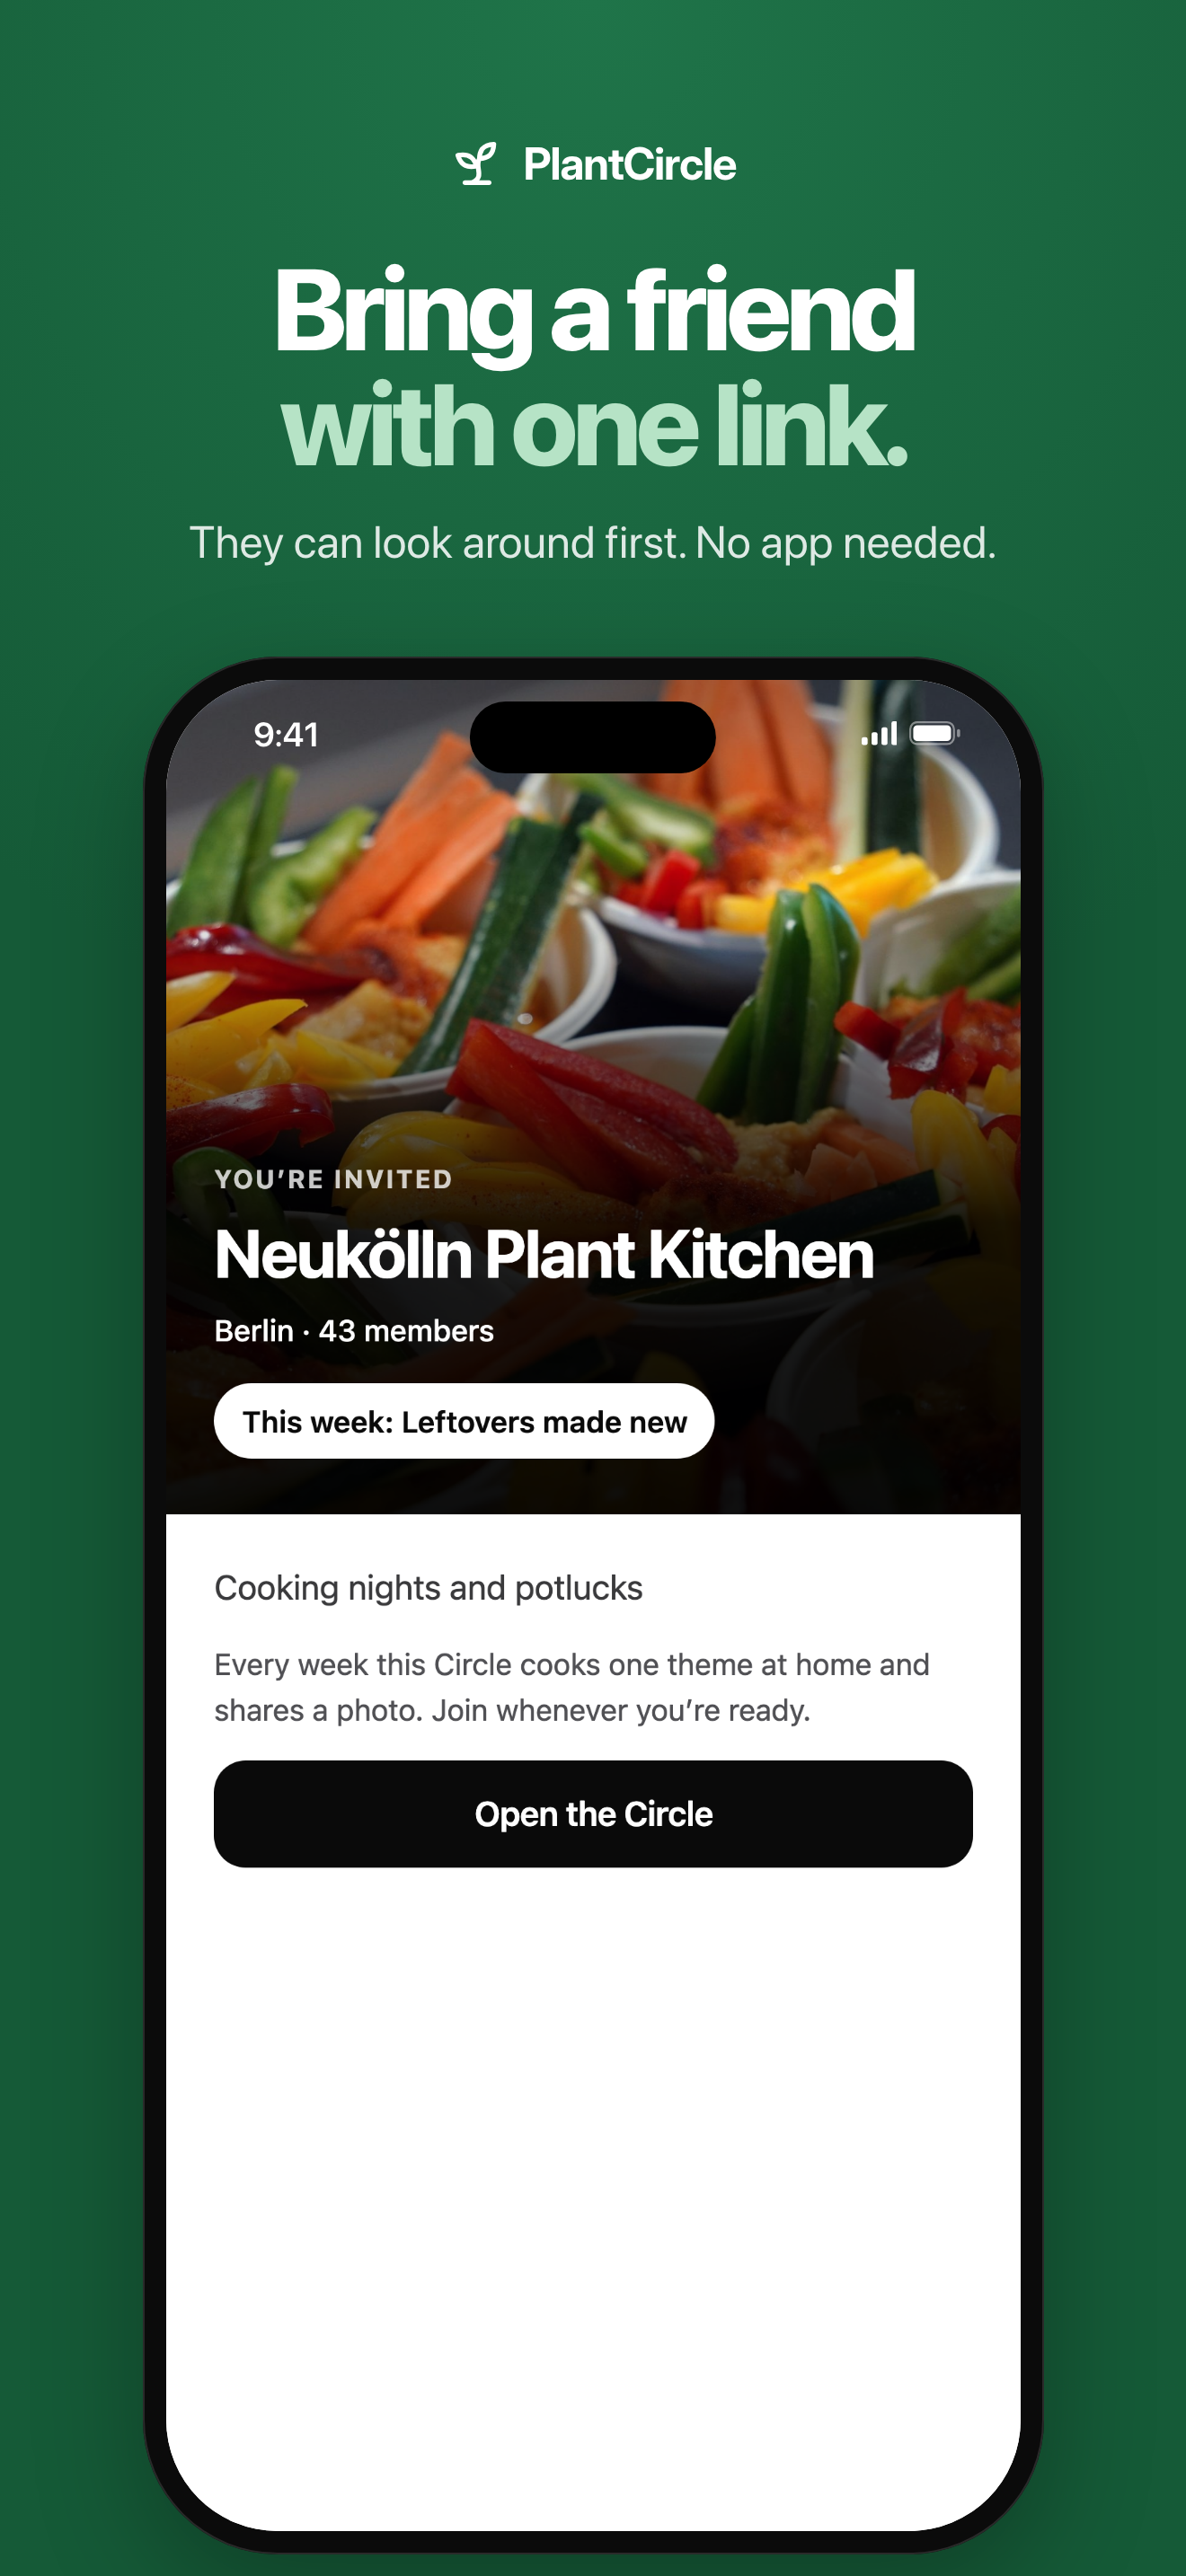 PlantCircle
Bring a friend
with one link.
They can look around first. No app needed.
9:41
YOU’RE INVITED
Neukölln Plant Kitchen
Berlin · 43 members
This week: Leftovers made new
Cooking nights and potlucks
Every week this Circle cooks one theme at home and
shares a photo. Join whenever you’re ready.
Open the Circle